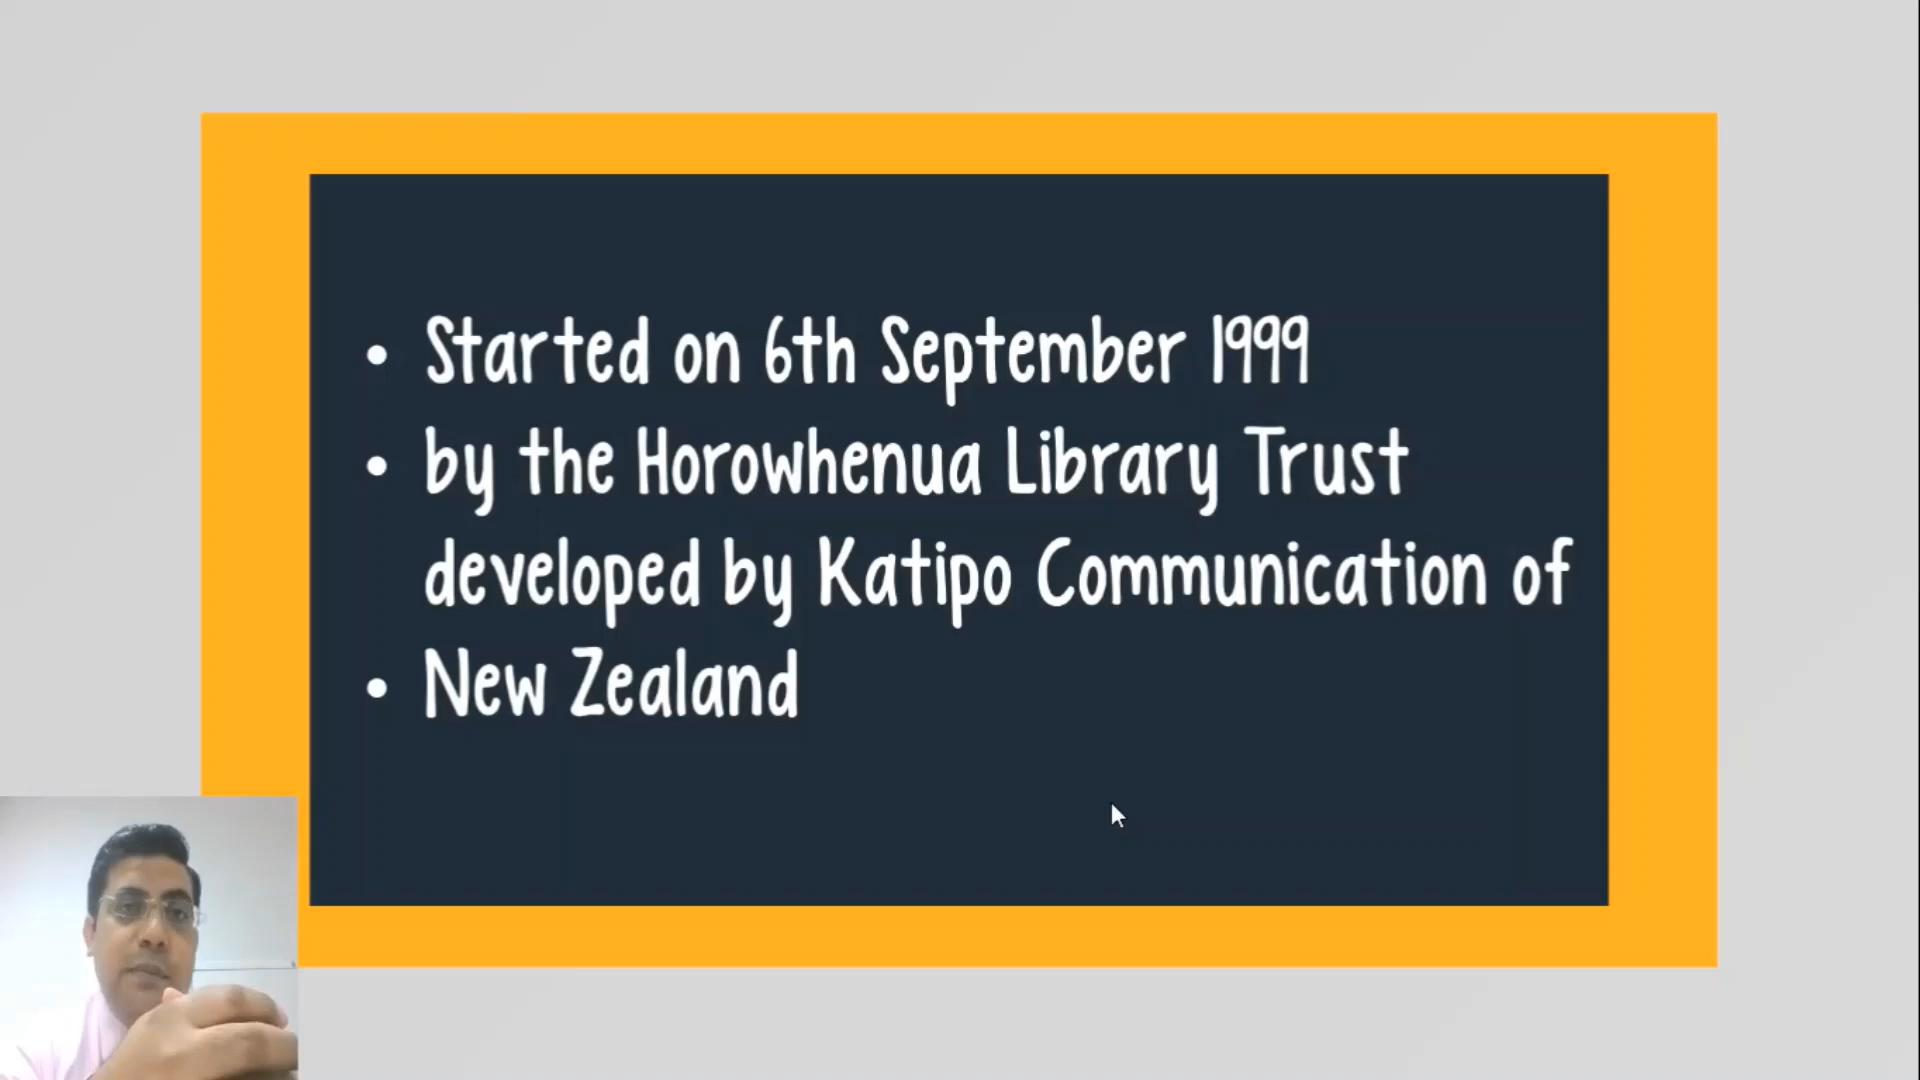 • Started on 6th September 1999
• by the Horowhenua Library Trust
developed by Katipo Communication of
• New Zealand